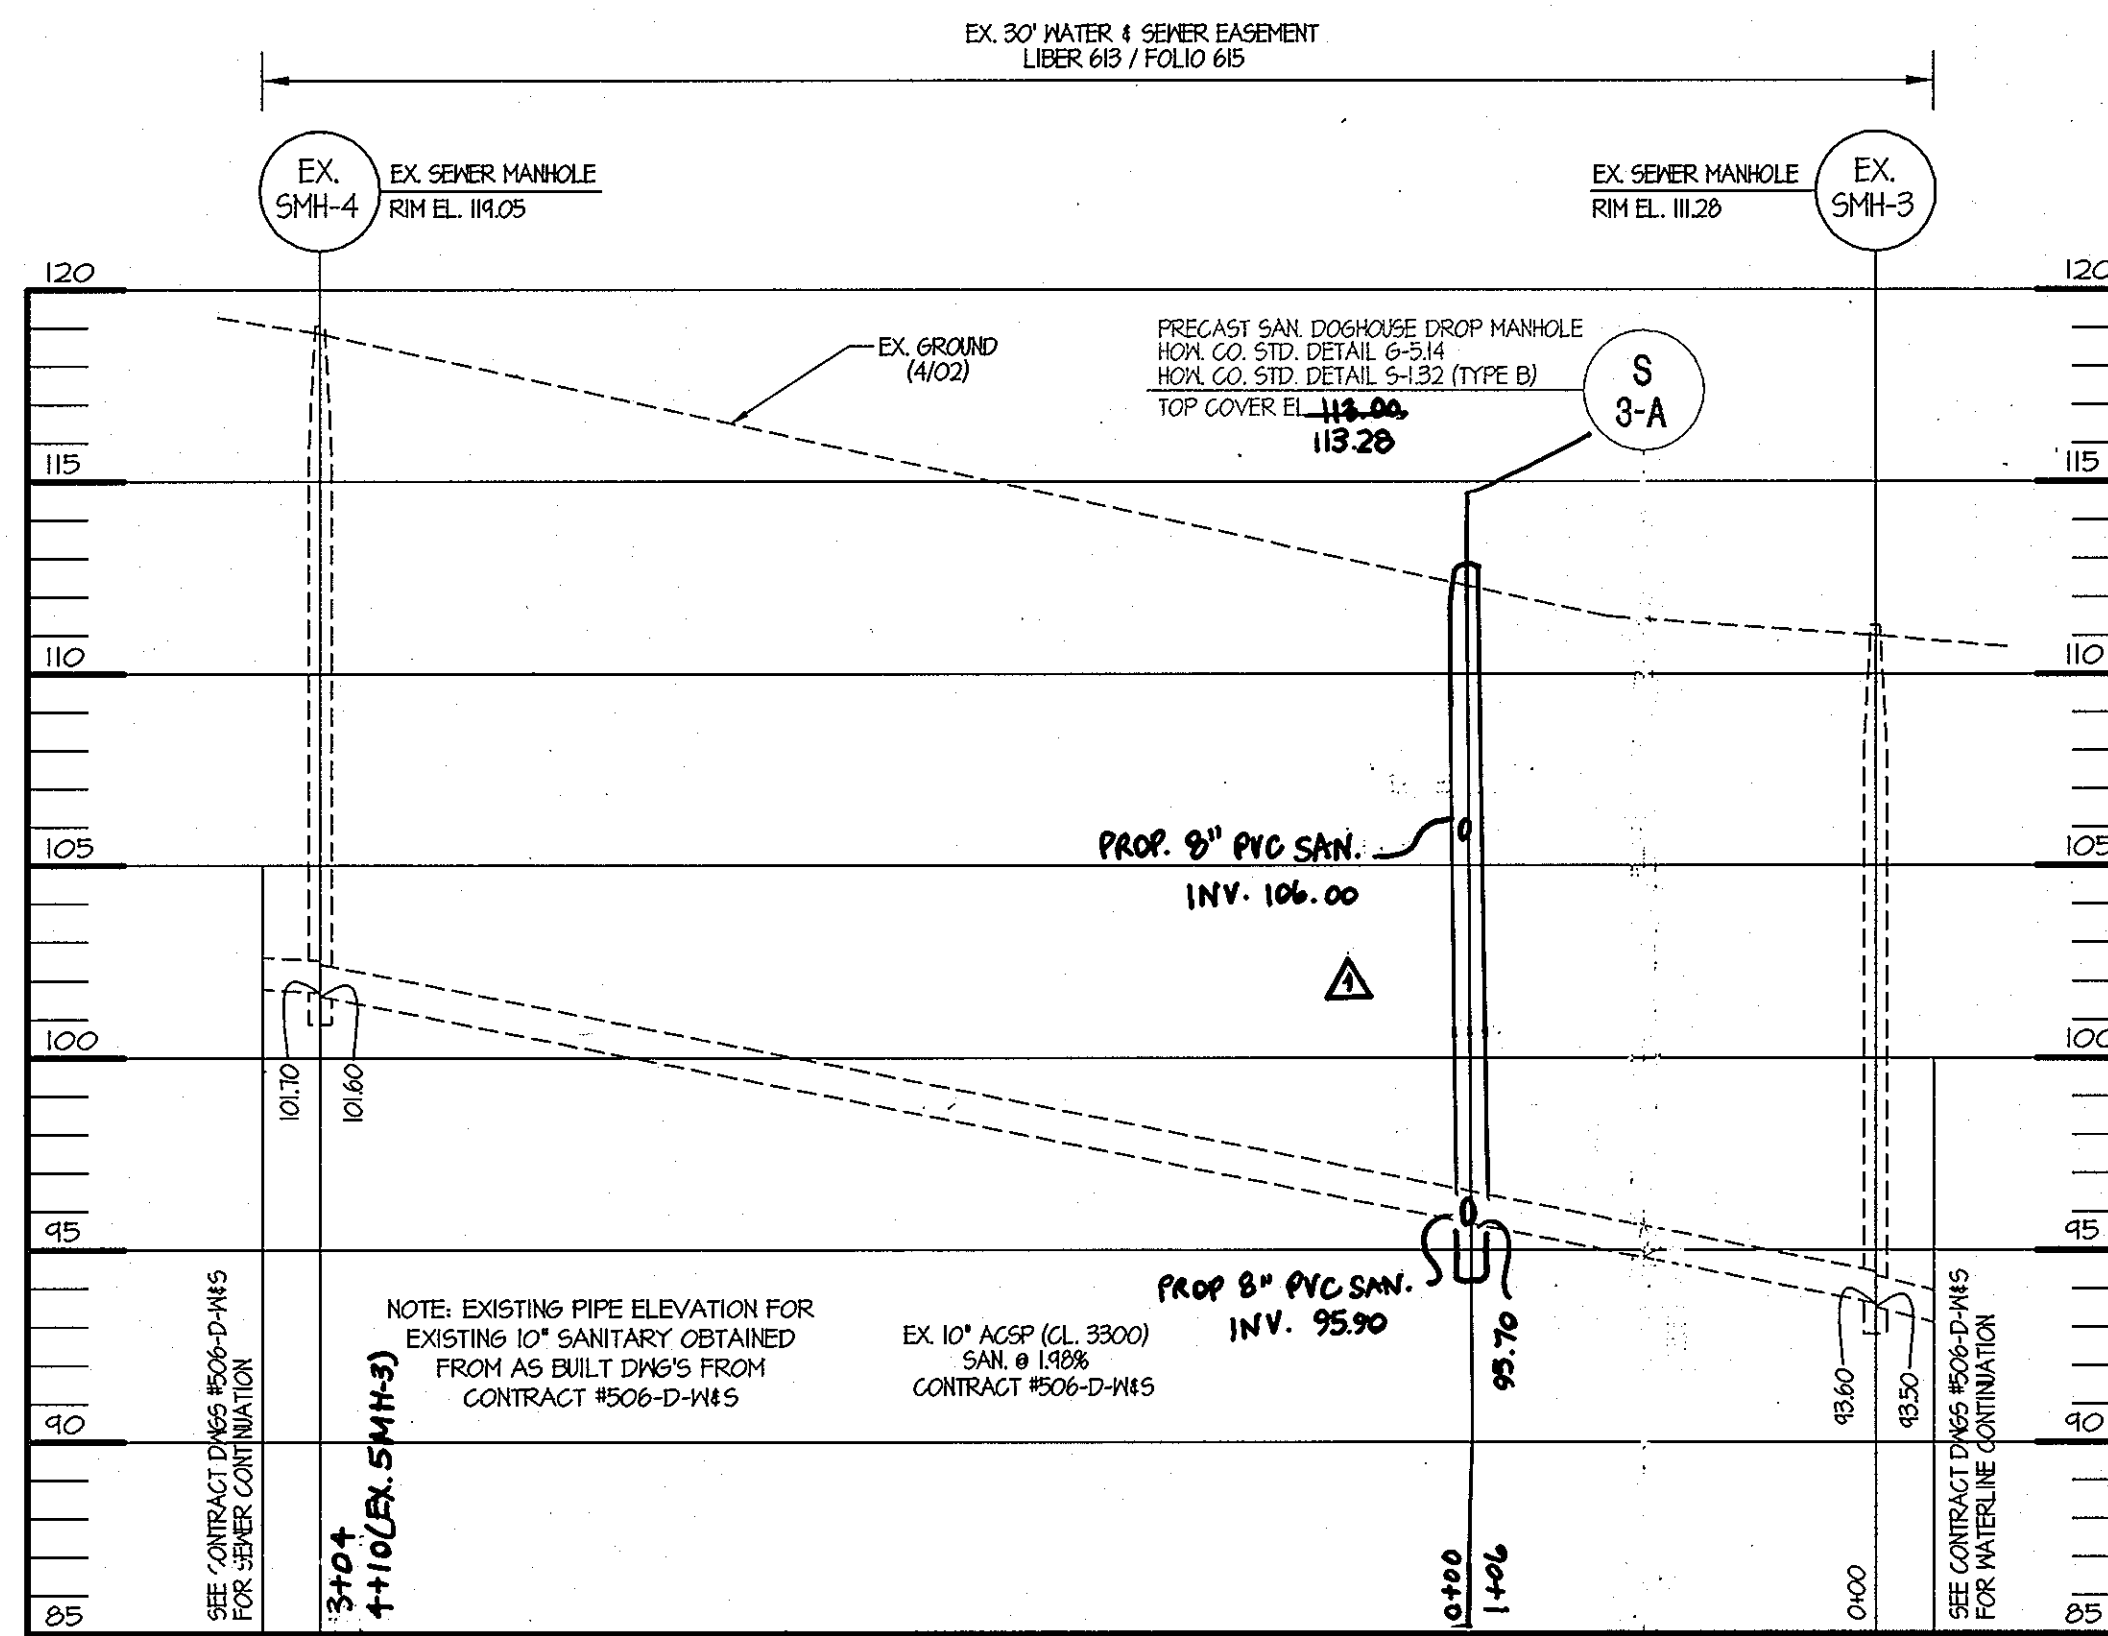 EX. 30' WATER & SEWER EASEMENT
LIBER 613 / FOLIO 615
EX.
SMH-4
EX. SEWER MANHOLE
RIM EL. 119.05
EX. SEWER MANHOLE
RIM EL. 111.28
EX.
SMH-3
120
120
PRECAST SAN. DOGHOUSE DROP MANHOLE
HOW. CO. STD. DETAIL G-5.14
HOW. CO. STD. DETAIL S-1.32 (TYPE B)
TOP COVER EL. 113.00
113.28
S
3-A
EX. GROUND
(4/02)
115
115
110
110
105
105
PROP. 8" PVC SAN.
INV. 106.00
1
100
100
101.70
101.60
95
95
PROP 8" PVC SAN.
INV. 95.90
95.70
93.60
93.50
NOTE: EXISTING PIPE ELEVATION FOR
EXISTING 10" SANITARY OBTAINED
FROM AS BUILT DWG'S FROM
CONTRACT #506-D-W&S
EX. 10" ACSP (CL. 3300)
SAN. @ 1.98%
CONTRACT #506-D-W&S
90
90
SEE CONTRACT DWGS #506-D-W&S
FOR SEWER CONTINUATION
3+04
4+10 (EX. SMH-3)
0+00
1+06
0+00
SEE CONTRACT DWGS #506-D-W&S
FOR WATERLINE CONTINUATION
85
85